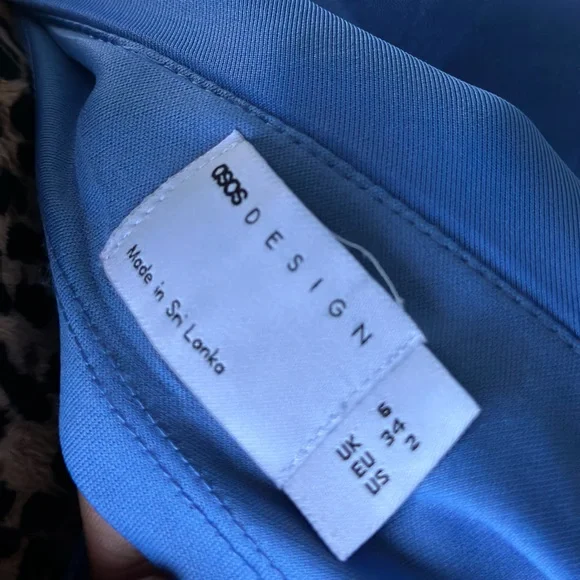 asos DESIGN
Made in Sri Lanka
UK 6
EU 34
US 2